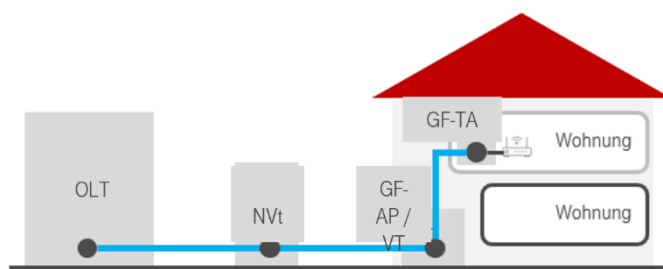 GF-TA
Wohnung
OLT
NVt
GF-
AP /
VT
Wohnung